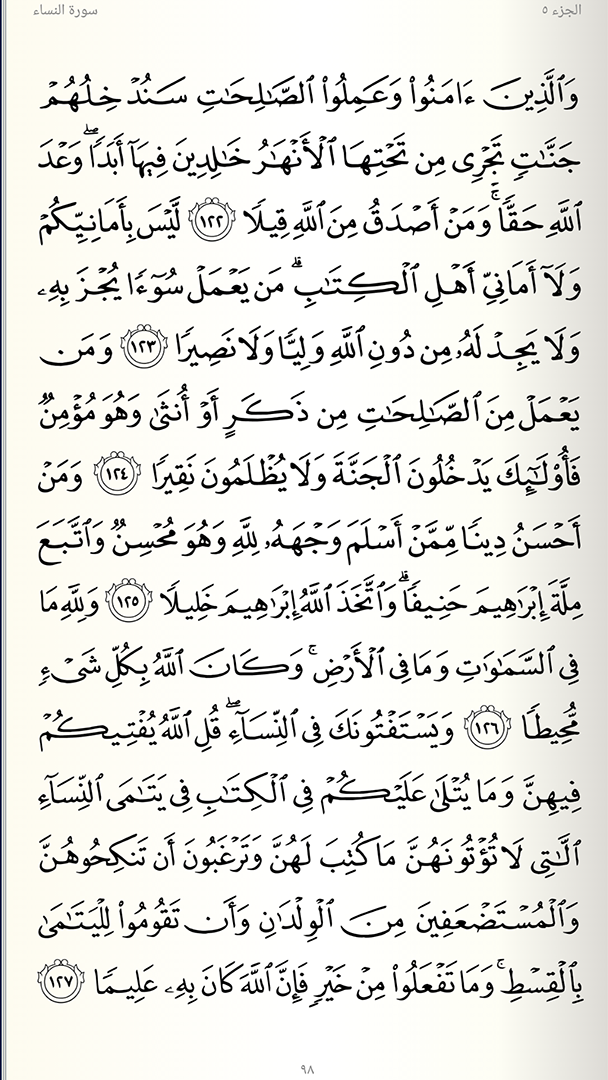 سورة النساء الجزء ٥
وَٱلَّذِينَ ءَامَنُوا۟ وَعَمِلُوا۟ ٱلصَّـٰلِحَـٰتِ سَنُدْخِلُهُمْ
جَنَّـٰتٍ تَجْرِى مِن تَحْتِهَا ٱلْأَنْهَـٰرُ خَـٰلِدِينَ فِيهَآ أَبَدًا ۖ وَعْدَ
ٱللَّهِ حَقًّا ۚ وَمَنْ أَصْدَقُ مِنَ ٱللَّهِ قِيلًا ١٢٢ لَّيْسَ بِأَمَانِيِّكُمْ
وَلَآ أَمَانِىِّ أَهْلِ ٱلْكِتَـٰبِ ۗ مَن يَعْمَلْ سُوٓءًا يُجْزَ بِهِۦ
وَلَا يَجِدْ لَهُۥ مِن دُونِ ٱللَّهِ وَلِيًّا وَلَا نَصِيرًا ١٢٣ وَمَن
يَعْمَلْ مِنَ ٱلصَّـٰلِحَـٰتِ مِن ذَكَرٍ أَوْ أُنثَىٰ وَهُوَ مُؤْمِنٌ
فَأُو۟لَـٰٓئِكَ يَدْخُلُونَ ٱلْجَنَّةَ وَلَا يُظْلَمُونَ نَقِيرًا ١٢٤ وَمَنْ
أَحْسَنُ دِينًا مِّمَّنْ أَسْلَمَ وَجْهَهُۥ لِلَّهِ وَهُوَ مُحْسِنٌ وَٱتَّبَعَ
مِلَّةَ إِبْرَٰهِيمَ حَنِيفًا ۗ وَٱتَّخَذَ ٱللَّهُ إِبْرَٰهِيمَ خَلِيلًا ١٢٥ وَلِلَّهِ مَا
فِى ٱلسَّمَـٰوَٰتِ وَمَا فِى ٱلْأَرْضِ ۚ وَكَانَ ٱللَّهُ بِكُلِّ شَىْءٍ
مُّحِيطًا ١٢٦ وَيَسْتَفْتُونَكَ فِى ٱلنِّسَآءِ ۖ قُلِ ٱللَّهُ يُفْتِيكُمْ
فِيهِنَّ وَمَا يُتْلَىٰ عَلَيْكُمْ فِى ٱلْكِتَـٰبِ فِى يَتَـٰمَى ٱلنِّسَآءِ
ٱلَّـٰتِى لَا تُؤْتُونَهُنَّ مَا كُتِبَ لَهُنَّ وَتَرْغَبُونَ أَن تَنكِحُوهُنَّ
وَٱلْمُسْتَضْعَفِينَ مِنَ ٱلْوِلْدَٰنِ وَأَن تَقُومُوا۟ لِلْيَتَـٰمَىٰ
بِٱلْقِسْطِ ۚ وَمَا تَفْعَلُوا۟ مِنْ خَيْرٍ فَإِنَّ ٱللَّهَ كَانَ بِهِۦ عَلِيمًا ١٢٧
٩٨